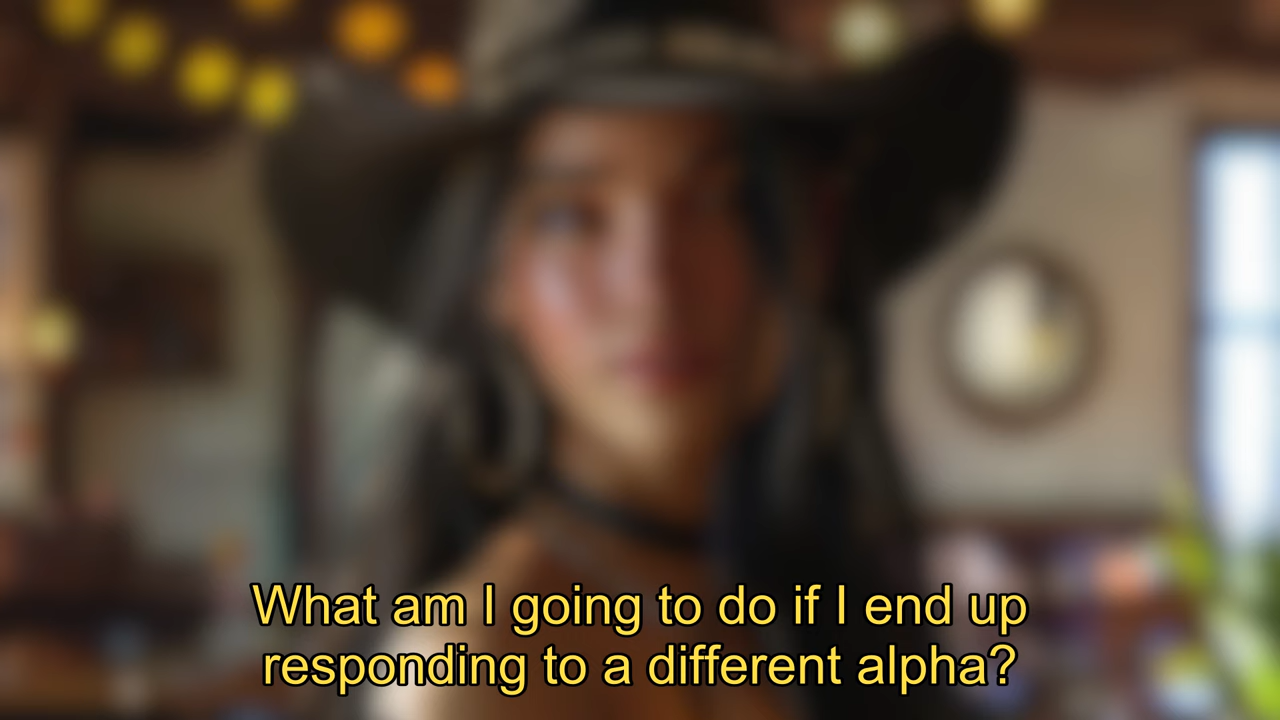 What am I going to do if I end up
responding to a different alpha?